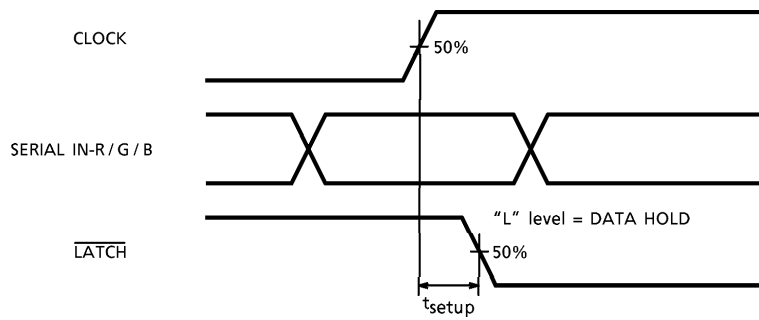 CLOCK
50%
SERIAL IN-R / G / B
"L" level = DATA HOLD
LATCH
50%
tsetup